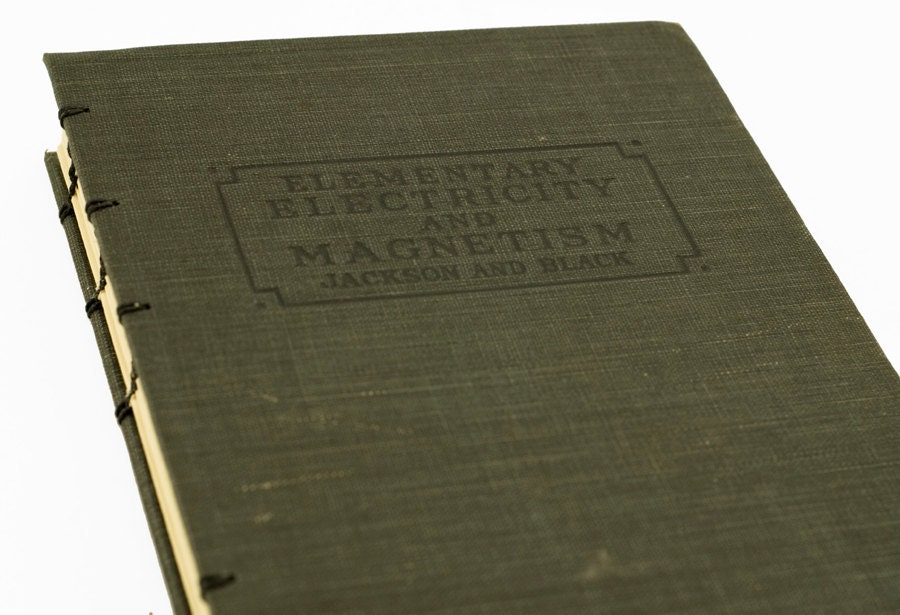 ELEMENTARY
ELECTRICITY
AND
MAGNETISM
JACKSON AND BLACK